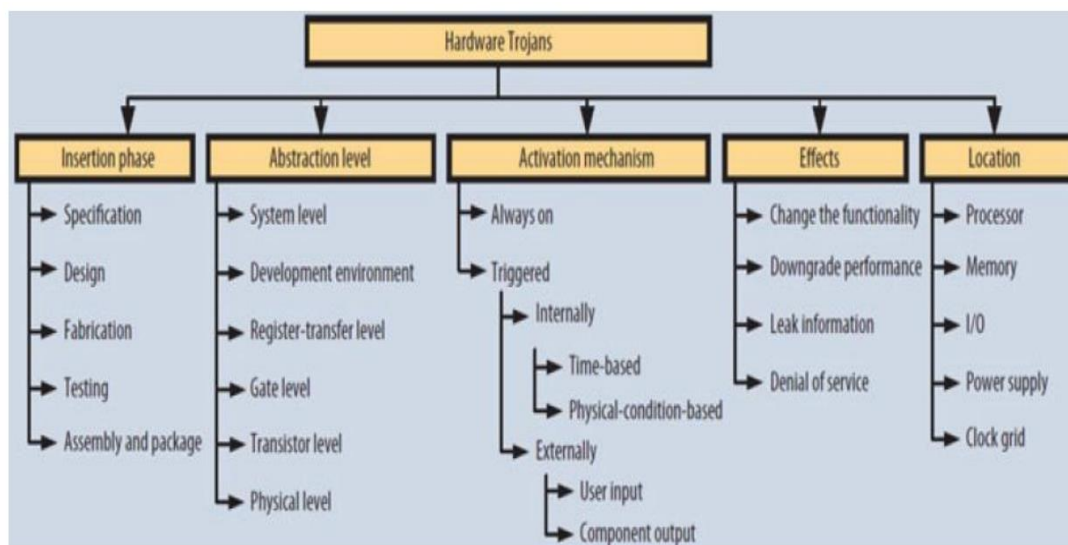 Hardware Trojans
Insertion phase
Specification
Design
Fabrication
Testing
Assembly and package
Abstraction level
System level
Development environment
Register-transfer level
Gate level
Transistor level
Physical level
Activation mechanism
Always on
Triggered
Internally
Time-based
Physical-condition-based
Externally
User input
Component output
Effects
Change the functionality
Downgrade performance
Leak information
Denial of service
Location
Processor
Memory
I/O
Power supply
Clock grid